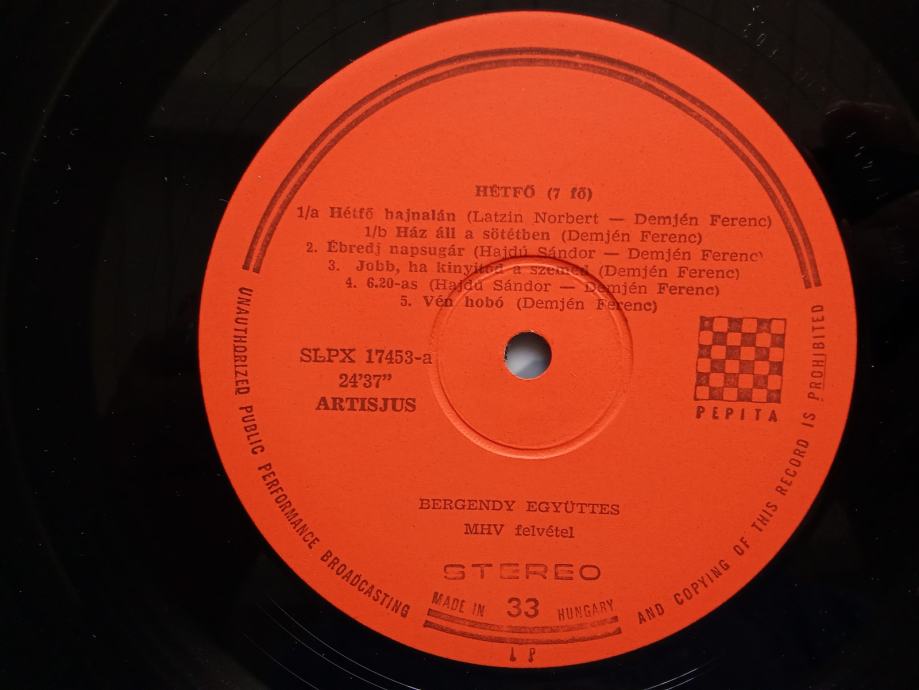 HÉTFŐ (7 fő)
1/a Hétfő hajnalán (Latzin Norbert — Demjén Ferenc)
1/b Ház áll a sötétben (Demjén Ferenc)
2. Ébredj napsugár (Hajdú Sándor — Demjén Ferenc)
3. Jobb, ha kinyitod a szemed (Demjén Ferenc)
4. 6.20-as (Hajdú Sándor — Demjén Ferenc)
5. Vén hobó (Demjén Ferenc)
SLPX 17453-a
24'37”
ARTISJUS
PEPITA
BERGENDY EGYÜTTES
MHV felvétel
STEREO
MADE IN 33 HUNGARY
LP
UNAUTHORIZED PUBLIC PERFORMANCE BROADCASTING AND COPYING OF THIS RECORD IS PROHIBITED